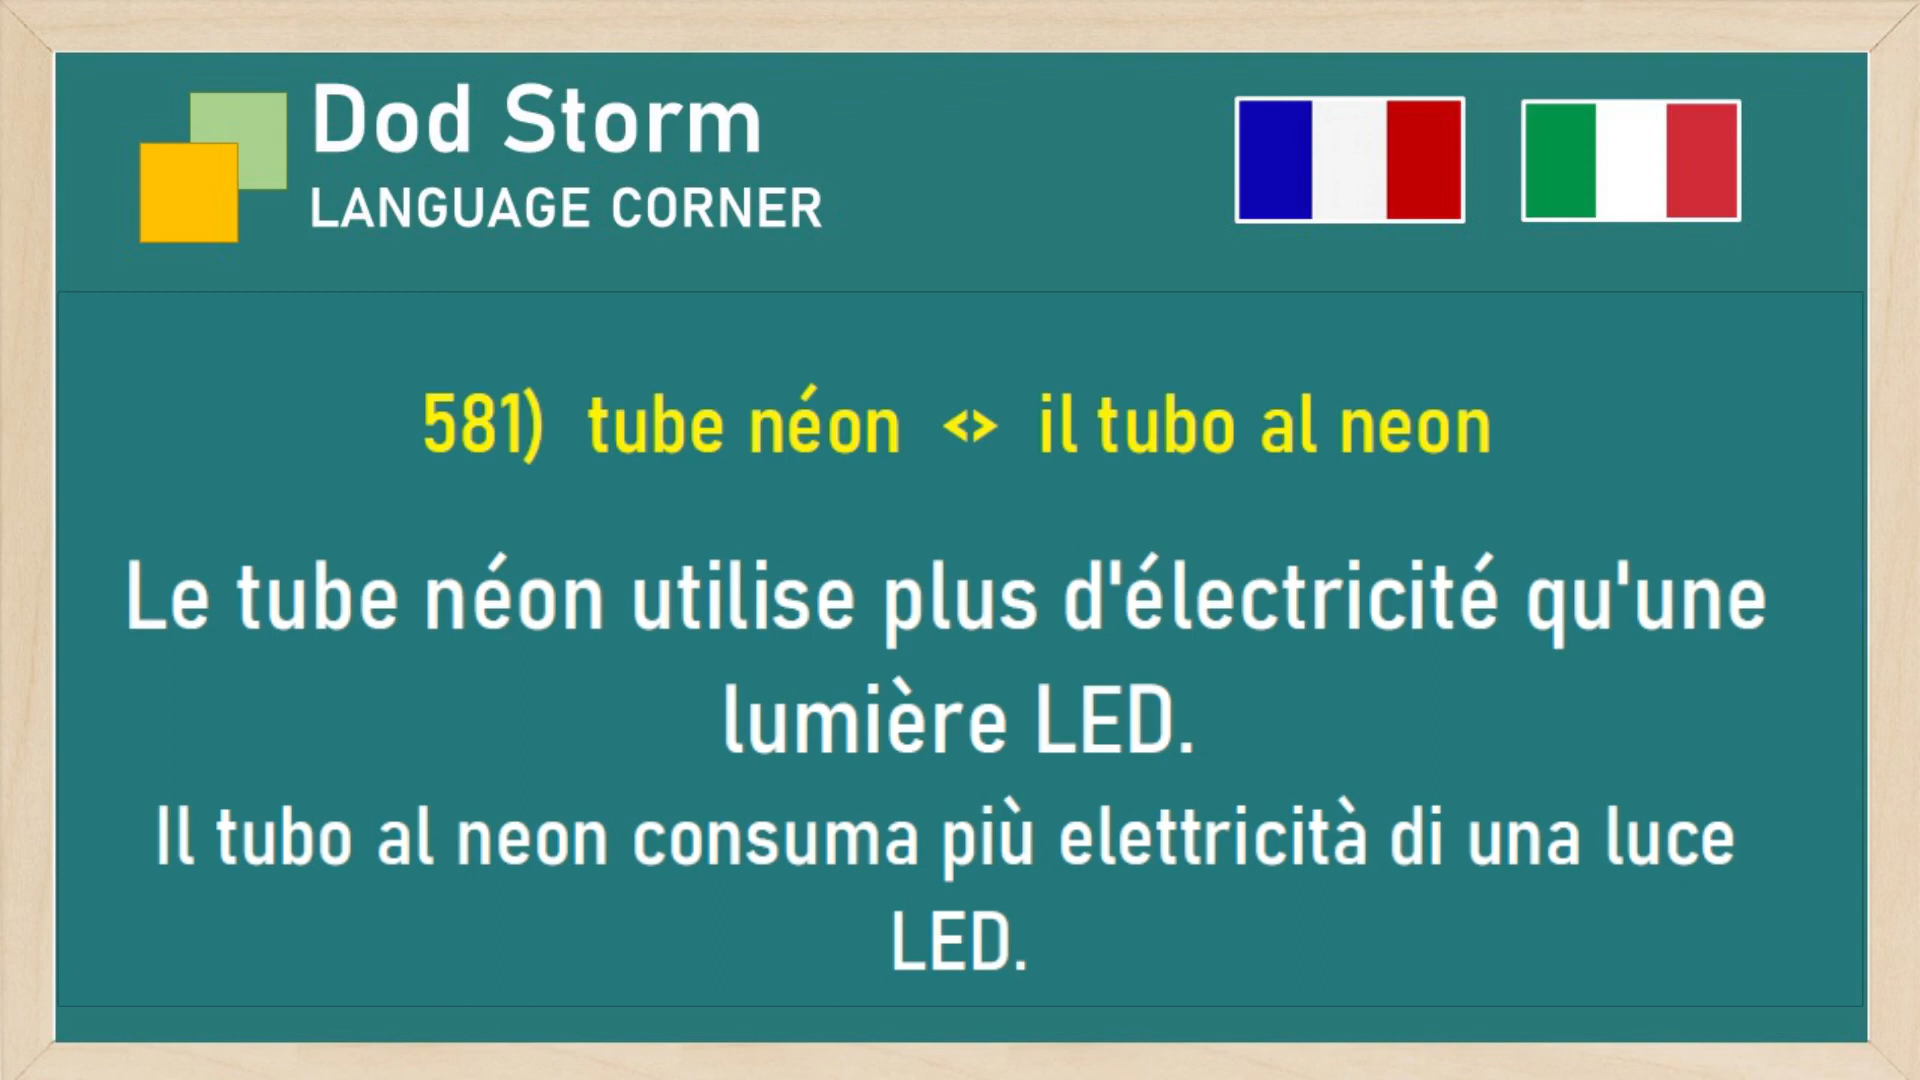 Dod Storm
LANGUAGE CORNER
581) tube néon <> il tubo al neon
Le tube néon utilise plus d'électricité qu'une
lumière LED.
Il tubo al neon consuma più elettricità di una luce
LED.